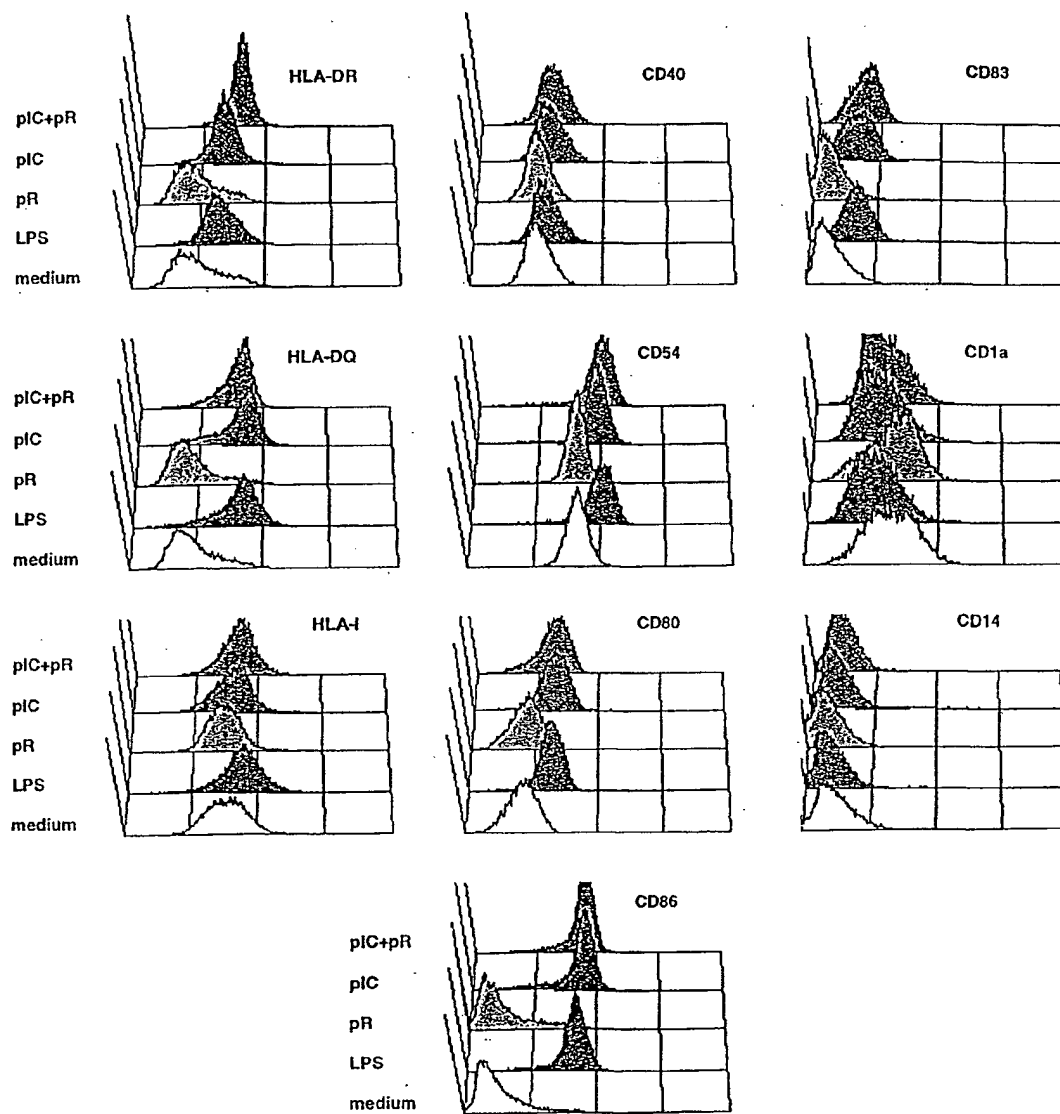 HLA-DR
pIC+pR
pIC
pR
LPS
medium
CD40
CD83
HLA-DQ
pIC+pR
pIC
pR
LPS
medium
CD54
CD1a
HLA-I
pIC+pR
pIC
pR
LPS
medium
CD80
CD14
CD86
pIC+pR
pIC
pR
LPS
medium